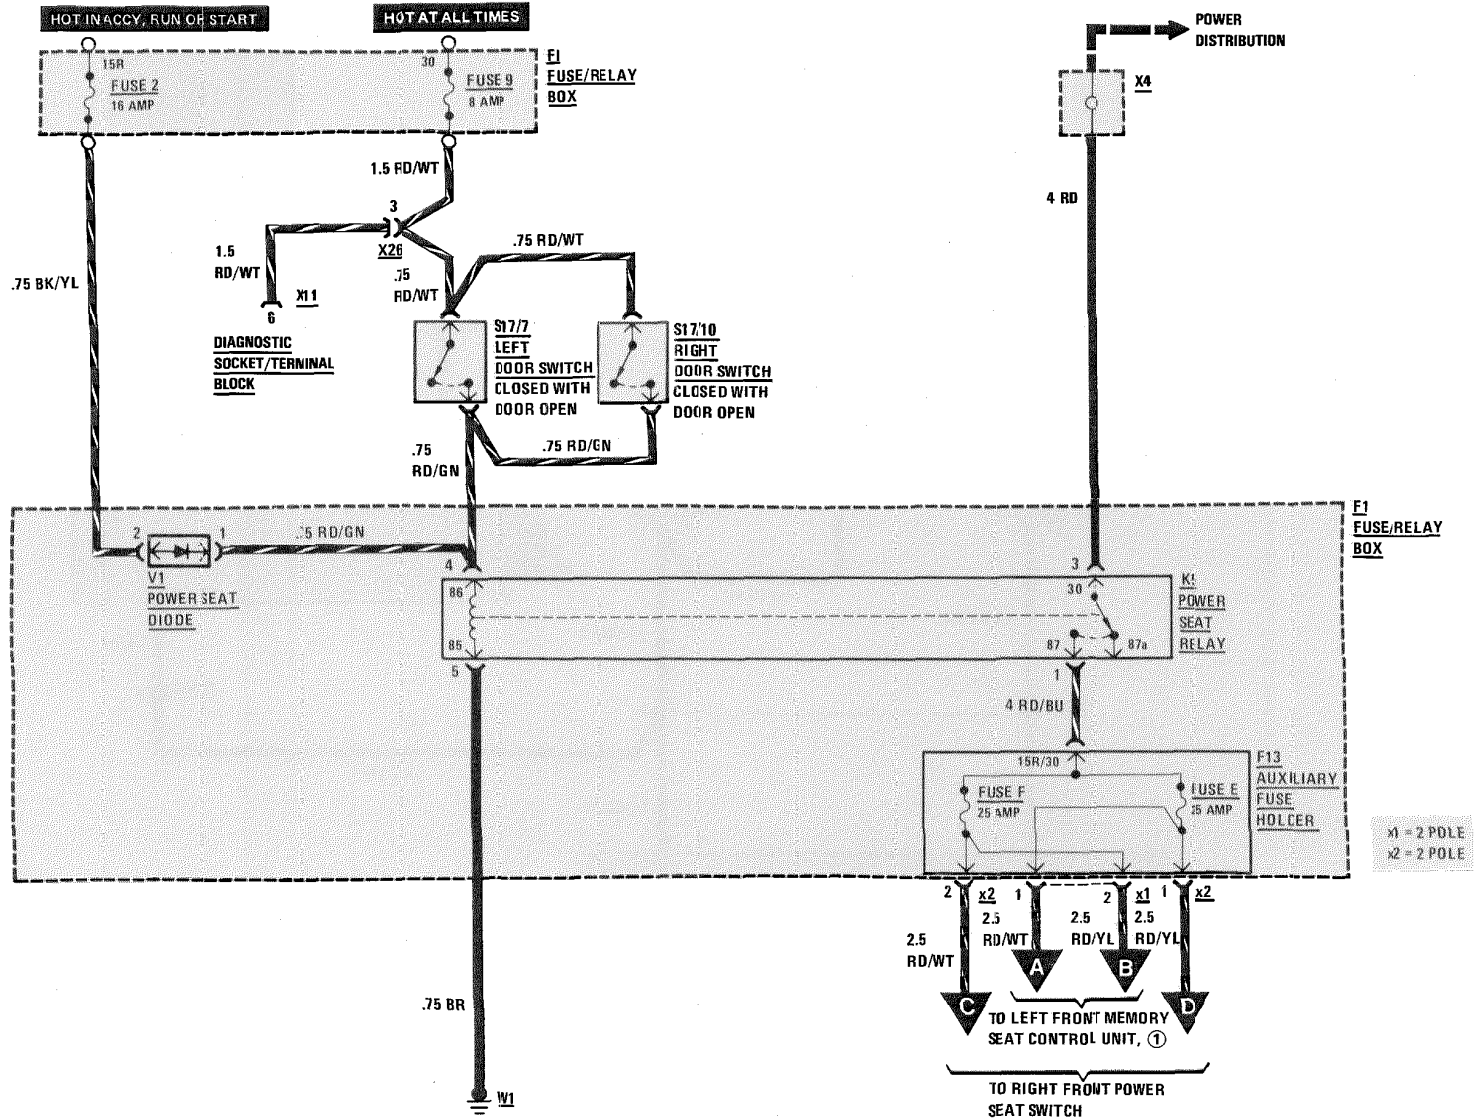 HOT IN ACCY, RUN OR START
HOT AT ALL TIMES
POWER
DISTRIBUTION
15R
FUSE 2
16 AMP
30
FUSE 9
8 AMP
F1
FUSE/RELAY
BOX
X4
1.5 RD/WT
4 RD
3
X26
1.5
RD/WT
.75 RD/WT
.75
RD/WT
.75 BK/YL
X11
6
DIAGNOSTIC
SOCKET/TERMINAL
BLOCK
S17/7
LEFT
DOOR SWITCH
CLOSED WITH
DOOR OPEN
S17/10
RIGHT
DOOR SWITCH
CLOSED WITH
DOOR OPEN
.75
RD/GN
.75 RD/GN
F1
FUSE/RELAY
BOX
2
1
.75 RD/GN
V1
POWER SEAT
DIODE
4
86
85
5
3
30
87
87a
1
K5
POWER
SEAT
RELAY
4 RD/BU
15R/30
FUSE F
25 AMP
FUSE E
25 AMP
F13
AUXILIARY
FUSE
HOLDER
x1 = 2 POLE
x2 = 2 POLE
2
x2
1
2
x1
1
x2
2.5
RD/WT
2.5
RD/WT
2.5
RD/YL
2.5
RD/YL
A
B
C
D
TO LEFT FRONT MEMORY
SEAT CONTROL UNIT, ①
TO RIGHT FRONT POWER
SEAT SWITCH
.75 BR
W1